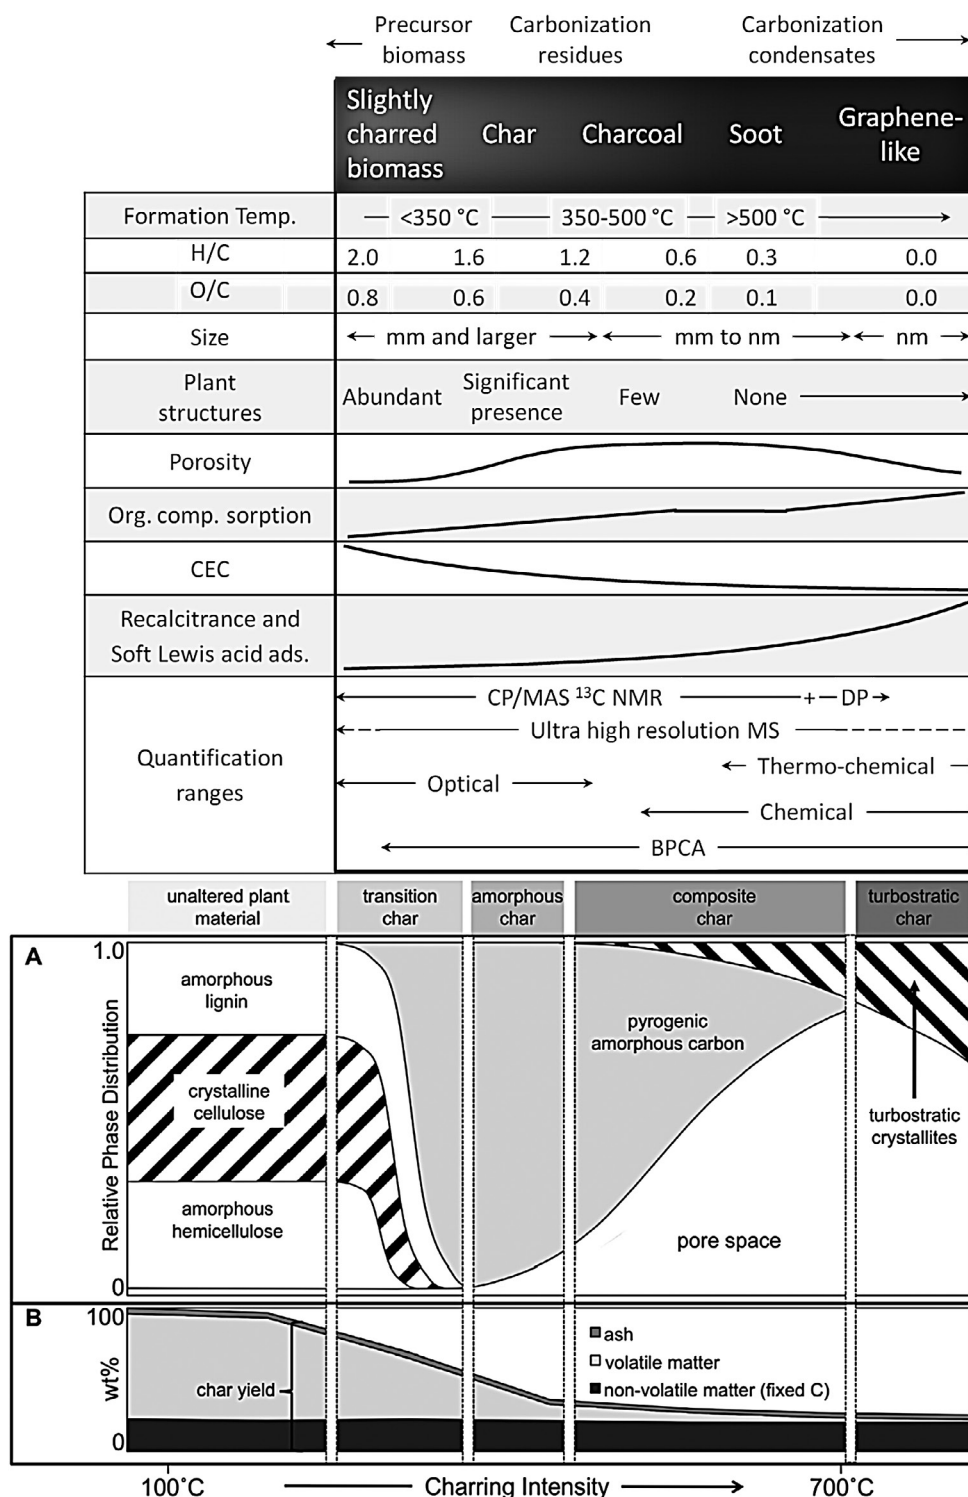 Precursor biomass
Carbonization residues
Carbonization condensates
Slightly charred biomass
Char
Charcoal
Soot
Graphene-like
Formation Temp.
<350 °C
350-500 °C
>500 °C
H/C
2.0 1.6 1.2 0.6 0.3 0.0
O/C
0.8 0.6 0.4 0.2 0.1 0.0
Size
mm and larger
mm to nm
nm
Plant structures
Abundant
Significant presence
Few
None
Porosity
Org. comp. sorption
CEC
Recalcitrance and
Soft Lewis acid ads.
Quantification ranges
CP/MAS ¹³C NMR
+ — DP
Ultra high resolution MS
Thermo-chemical
Optical
Chemical
BPCA
unaltered plant material
transition char
amorphous char
composite char
turbostratic char
A
Relative Phase Distribution
1.0
0
amorphous lignin
crystalline cellulose
amorphous hemicellulose
pyrogenic amorphous carbon
turbostratic crystallites
pore space
B
wt%
100
0
char yield
ash
volatile matter
non-volatile matter (fixed C)
100°C
Charring Intensity
700°C